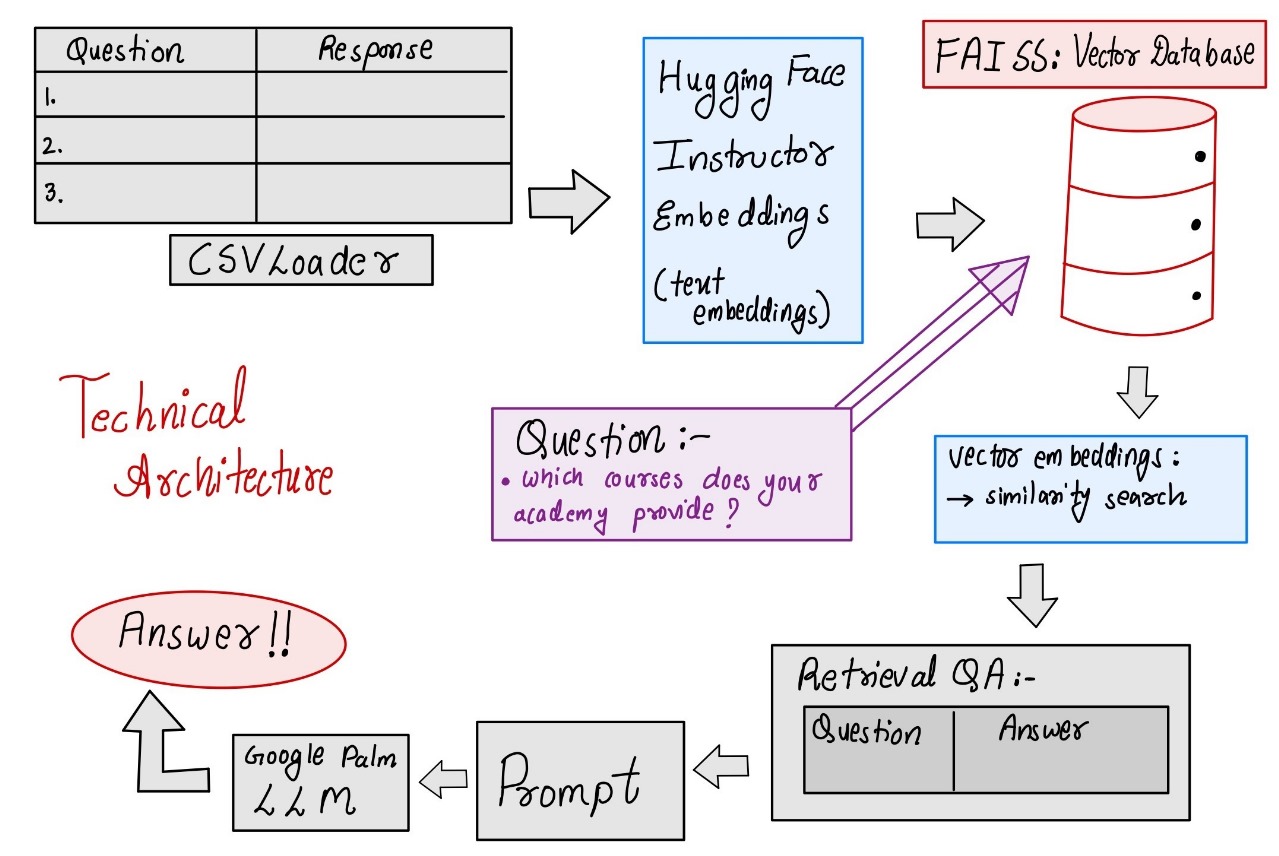 Question Response
1.
2.
3.
CSVLoader
Hugging Face
Instructor
Embeddings
(text
embeddings)
FAISS: Vector Database
Technical
Architecture
Question :-
• which courses does your
academy provide ?
vector embeddings :
→ similarity search
Retrieval QA :-
Question Answer
Prompt
Google Palm
LLM
Answer!!